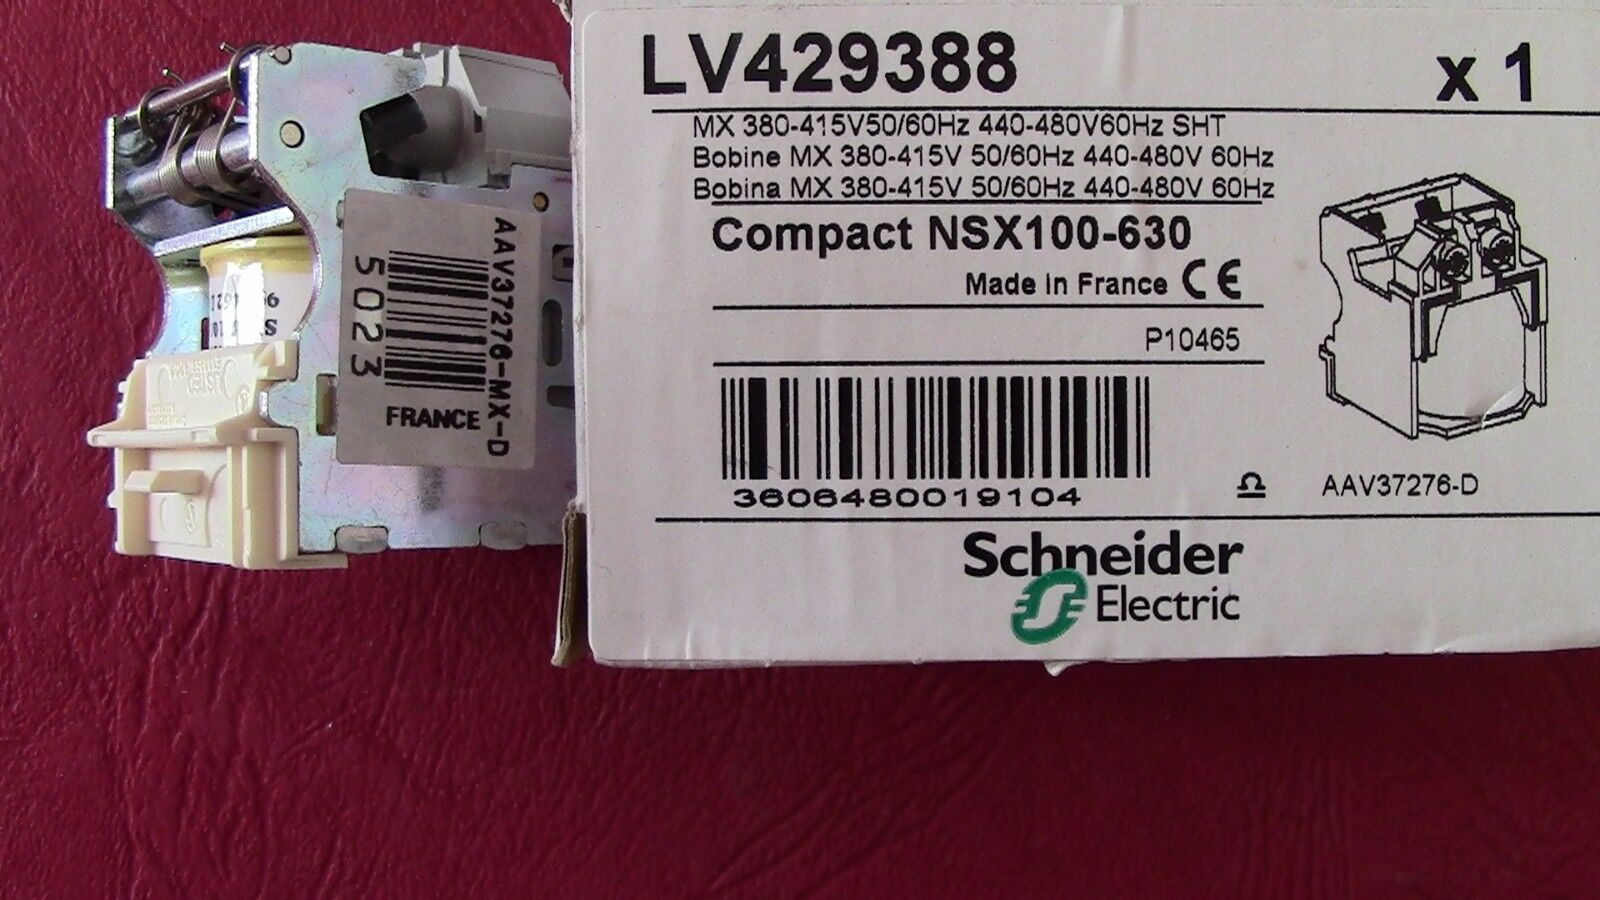 LV429388 x 1
MX 380-415V50/60Hz 440-480V60Hz SHT
Bobine MX 380-415V 50/60Hz 440-480V 60Hz
Bobina MX 380-415V 50/60Hz 440-480V 60Hz
Compact NSX100-630
Made in France CE
P10465
3606480019104
AAV37276-D
Schneider
Electric
AAV37276-MX-D
5023
FRANCE